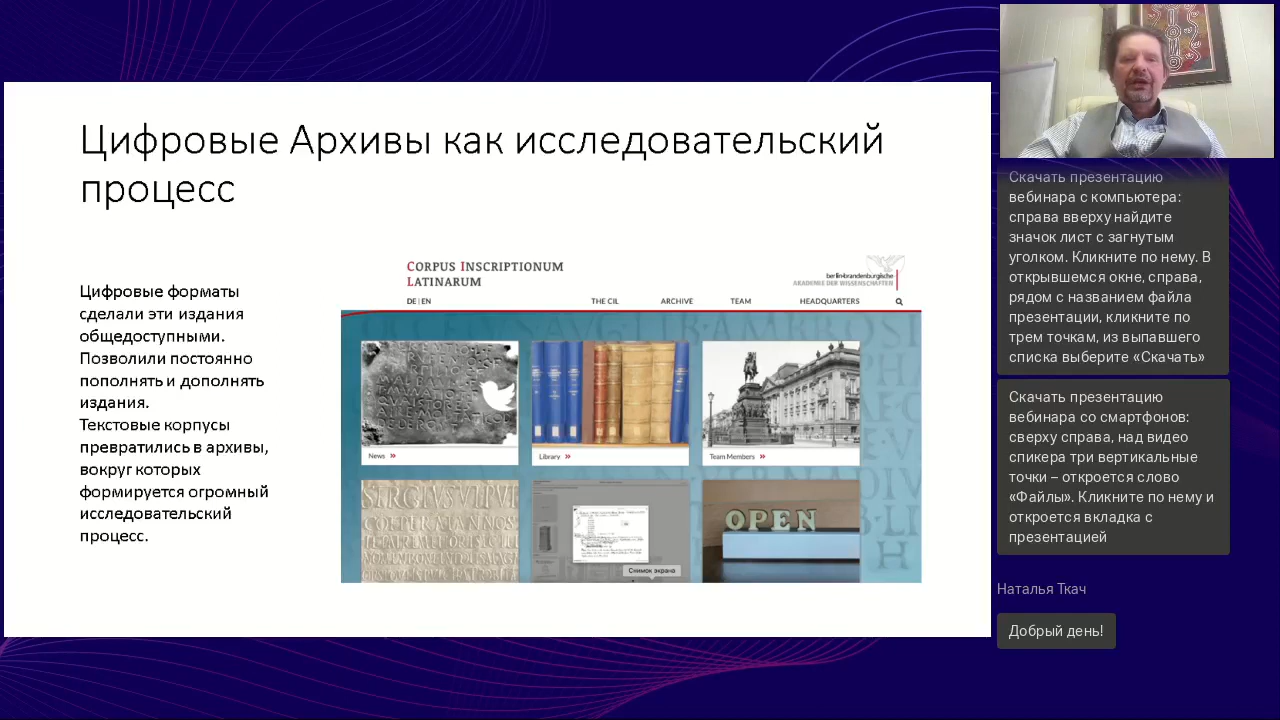 Цифровые Архивы как исследовательский
процесс
Цифровые форматы
сделали эти издания
общедоступными.
Позволили постоянно
пополнять и дополнять
издания.
Текстовые корпусы
превратились в архивы,
вокруг которых
формируется огромный
исследовательский
процесс.
CORPUS INSCRIPTIONUM
LATINARUM
berlin-brandenburgische
AKADEMIE DER WISSENSCHAFTEN
DE | EN
THE CIL
ARCHIVE
TEAM
HEADQUARTERS
News »
Library »
Team Members »
OPEN
Снимок экрана
Скачать презентацию
вебинара с компьютера:
справа вверху найдите
значок лист с загнутым
уголком. Кликните по нему. В
открывшемся окне, справа,
рядом с названием файла
презентации, кликните по
трем точкам, из выпавшего
списка выберите «Скачать»
Скачать презентацию
вебинара со смартфонов:
сверху справа, над видео
спикера три вертикальные
точки – откроется слово
«Файлы». Кликните по нему и
откроется вкладка с
презентацией
Наталья Ткач
Добрый день!